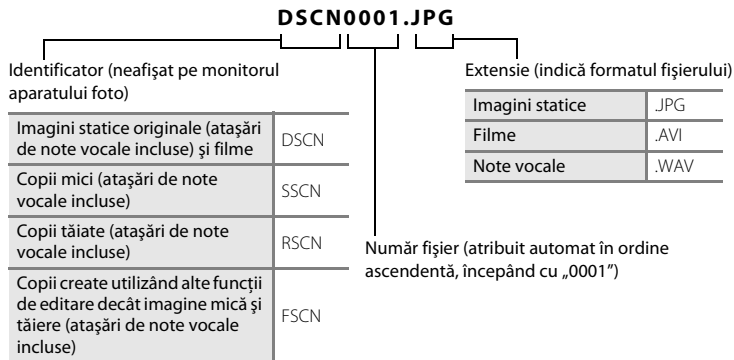 DSCN0001.JPG
Identificator (neafişat pe monitorul
aparatului foto)
Imagini statice originale (ataşări
de note vocale incluse) şi filme
DSCN
Copii mici (ataşări de note
vocale incluse)
SSCN
Copii tăiate (ataşări de note
vocale incluse)
RSCN
Copii create utilizând alte funcţii
de editare decât imagine mică şi
tăiere (ataşări de note vocale
incluse)
FSCN
Extensie (indică formatul fişierului)
Imagini statice .JPG
Filme .AVI
Note vocale .WAV
Număr fişier (atribuit automat în ordine
ascendentă, începând cu „0001”)